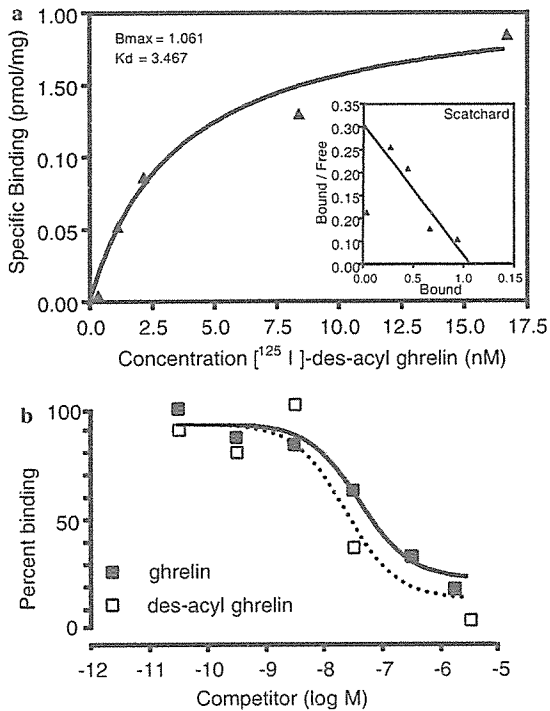 a
1.00
1.50
0.10
0.05
0.00
Specific Binding (pmol/mg)
Bmax = 1.061
Kd = 3.467
Scatchard
0.35
0.30
0.25
0.20
0.10
0.10
0.00
Bound / Free
0.00 0.5 1.0 0.15
Bound
0.0 2.5 5.0 7.5 10.0 12.5 15.0 17.5
Concentration [125 I ]-des-acyl ghrelin (nM)
b
100
50
0
Percent binding
ghrelin
des-acyl ghrelin
-12 -11 -10 -9 -8 -7 -6 -5
Competitor (log M)